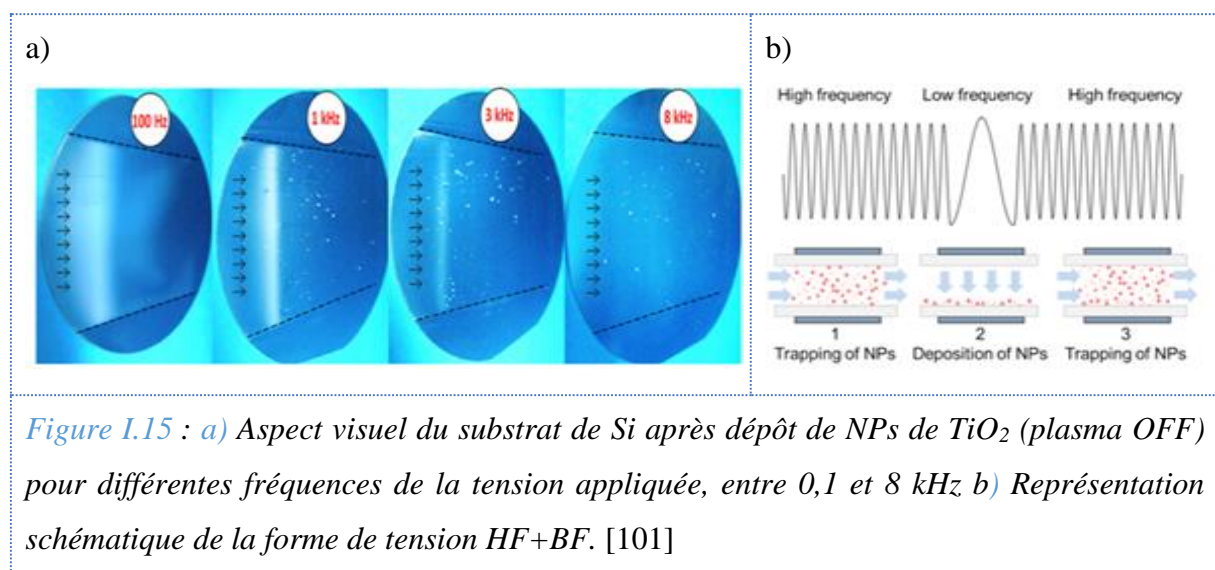 a)
b)
100 Hz
1 kHz
3 kHz
8 kHz
High frequency
Low frequency
High frequency
1
2
3
Trapping of NPs
Deposition of NPs
Trapping of NPs
Figure I.15 : a) Aspect visuel du substrat de Si après dépôt de NPs de TiO₂ (plasma OFF)
pour différentes fréquences de la tension appliquée, entre 0,1 et 8 kHz b) Représentation
schématique de la forme de tension HF+BF. [101]